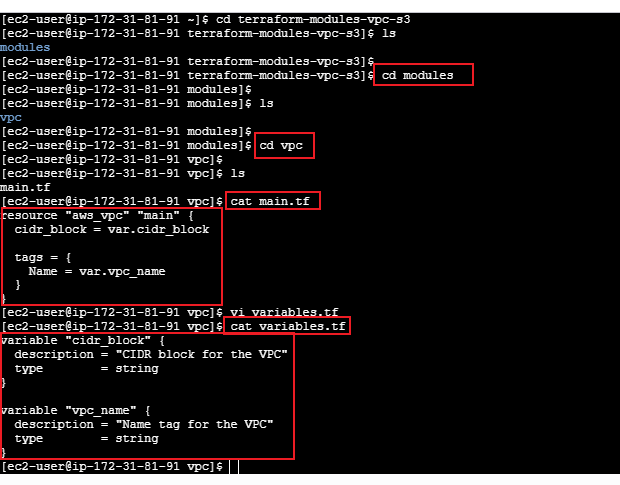 [ec2-user@ip-172-31-81-91 ~]$ cd terraform-modules-vpc-s3
[ec2-user@ip-172-31-81-91 terraform-modules-vpc-s3]$ ls
modules
[ec2-user@ip-172-31-81-91 terraform-modules-vpc-s3]$
[ec2-user@ip-172-31-81-91 terraform-modules-vpc-s3]$ cd modules
[ec2-user@ip-172-31-81-91 modules]$
[ec2-user@ip-172-31-81-91 modules]$ ls
vpc
[ec2-user@ip-172-31-81-91 modules]$
[ec2-user@ip-172-31-81-91 modules]$ cd vpc
[ec2-user@ip-172-31-81-91 vpc]$
[ec2-user@ip-172-31-81-91 vpc]$ ls
main.tf
[ec2-user@ip-172-31-81-91 vpc]$ cat main.tf
resource "aws_vpc" "main" {
  cidr_block = var.cidr_block

  tags = {
    Name = var.vpc_name
  }
}
[ec2-user@ip-172-31-81-91 vpc]$ vi variables.tf
[ec2-user@ip-172-31-81-91 vpc]$ cat variables.tf
variable "cidr_block" {
  description = "CIDR block for the VPC"
  type        = string
}

variable "vpc_name" {
  description = "Name tag for the VPC"
  type        = string
}
[ec2-user@ip-172-31-81-91 vpc]$